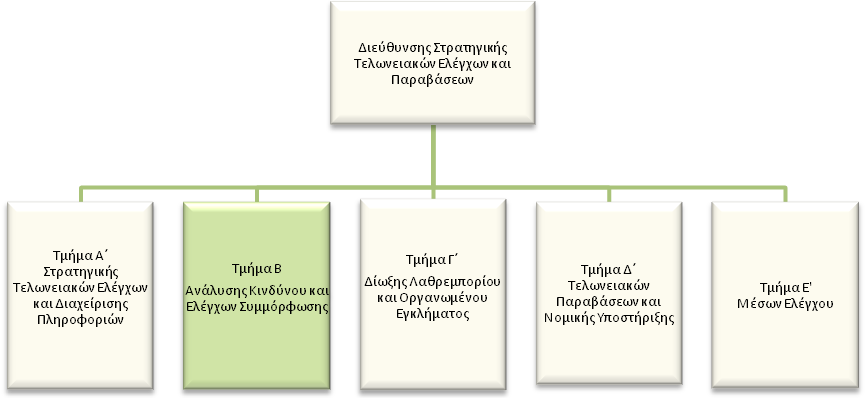 Διεύθυνσης Στρατηγικής
Τελωνειακών Ελέγχων και
Παραβάσεων
Τμήμα Α΄
Στρατηγικής
Τελωνειακών Ελέγχων
και Διαχείρισης
Πληροφοριών
Τμήμα Β
Ανάλυσης Κινδύνου και
Ελέγχων Συμμόρφωσης
Τμήμα Γ΄
Δίωξης Λαθρεμπορίου
και Οργανωμένου
Εγκλήματος
Τμήμα Δ΄
Τελωνειακών
Παραβάσεων και
Νομικής Υποστήριξης
Τμήμα Ε'
Μέσων Ελέγχου